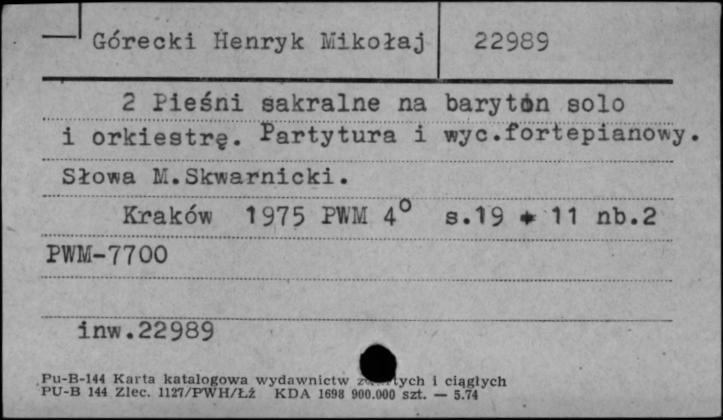 Górecki Henryk Mikołaj 22989
2 Pieśni sakralne na baryton solo
i orkiestrę. Partytura i wyc.fortepianowy.
Słowa M.Skwarnicki.
Kraków 1975 PWM 4° s.19 + 11 nb.2
PWM-7700
inw.22989
Pu-B-144 Karta katalogowa wydawnictw i ciągłych
PU-B 144 Zlec. 1127/PWH/Łź KDA 1698 900.000 szt. — 5.74